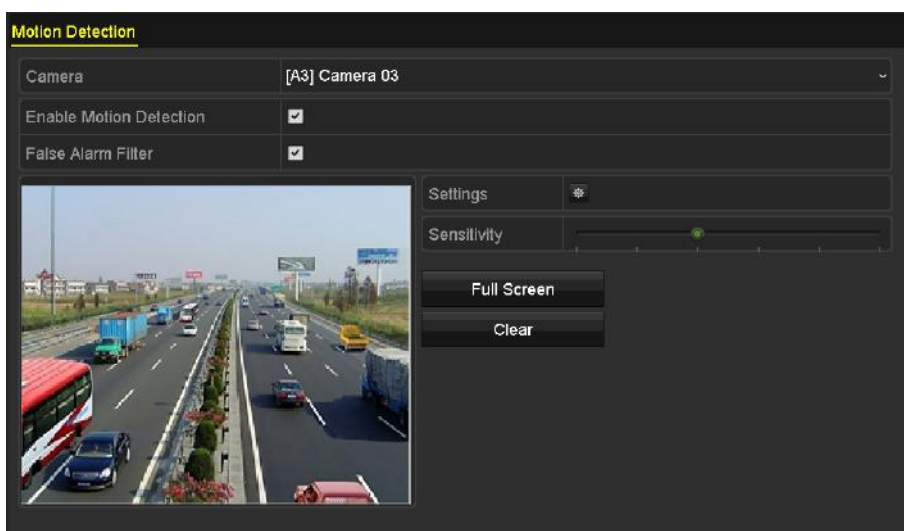 Motion Detection
Camera [A3] Camera 03
Enable Motion Detection
False Alarm Filter
Settings
Sensitivity
Full Screen
Clear